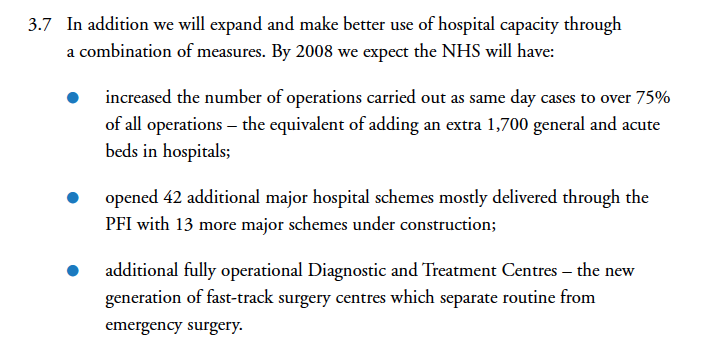 3.7 In addition we will expand and make better use of hospital capacity through
a combination of measures. By 2008 we expect the NHS will have:
● increased the number of operations carried out as same day cases to over 75%
of all operations – the equivalent of adding an extra 1,700 general and acute
beds in hospitals;
● opened 42 additional major hospital schemes mostly delivered through the
PFI with 13 more major schemes under construction;
● additional fully operational Diagnostic and Treatment Centres – the new
generation of fast-track surgery centres which separate routine from
emergency surgery.